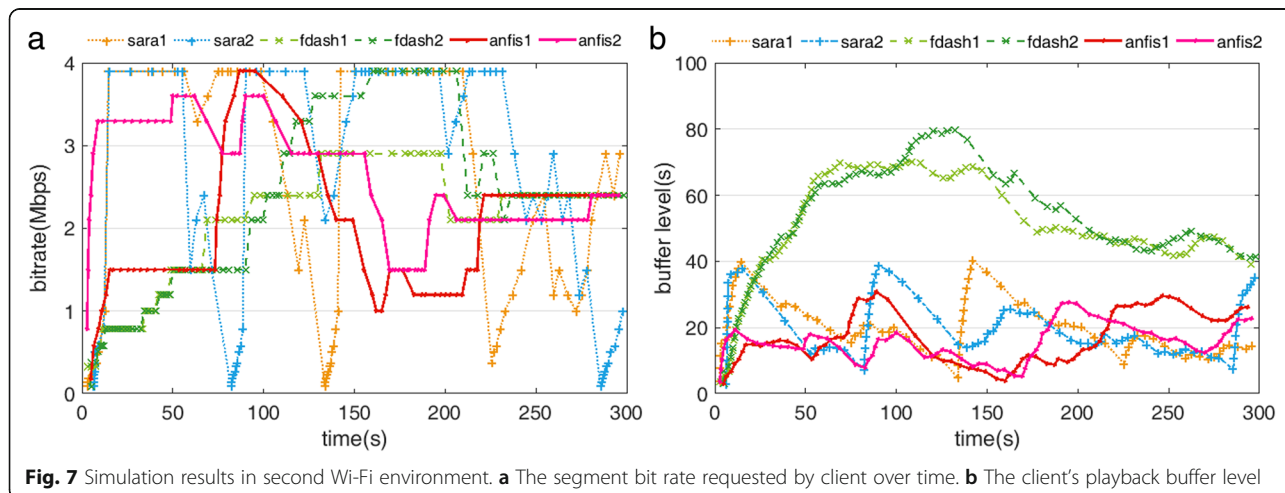 a
sara1 sara2 fdash1 fdash2 anfis1 anfis2
4
3
2
1
0
bitrate(Mbps)
0 50 100 150 200 250 300
time(s)
b
sara1 sara2 fdash1 fdash2 anfis1 anfis2
100
80
60
40
20
0
buffer level(s)
0 50 100 150 200 250 300
time(s)
Fig. 7 Simulation results in second Wi-Fi environment. a The segment bit rate requested by client over time. b The client's playback buffer level